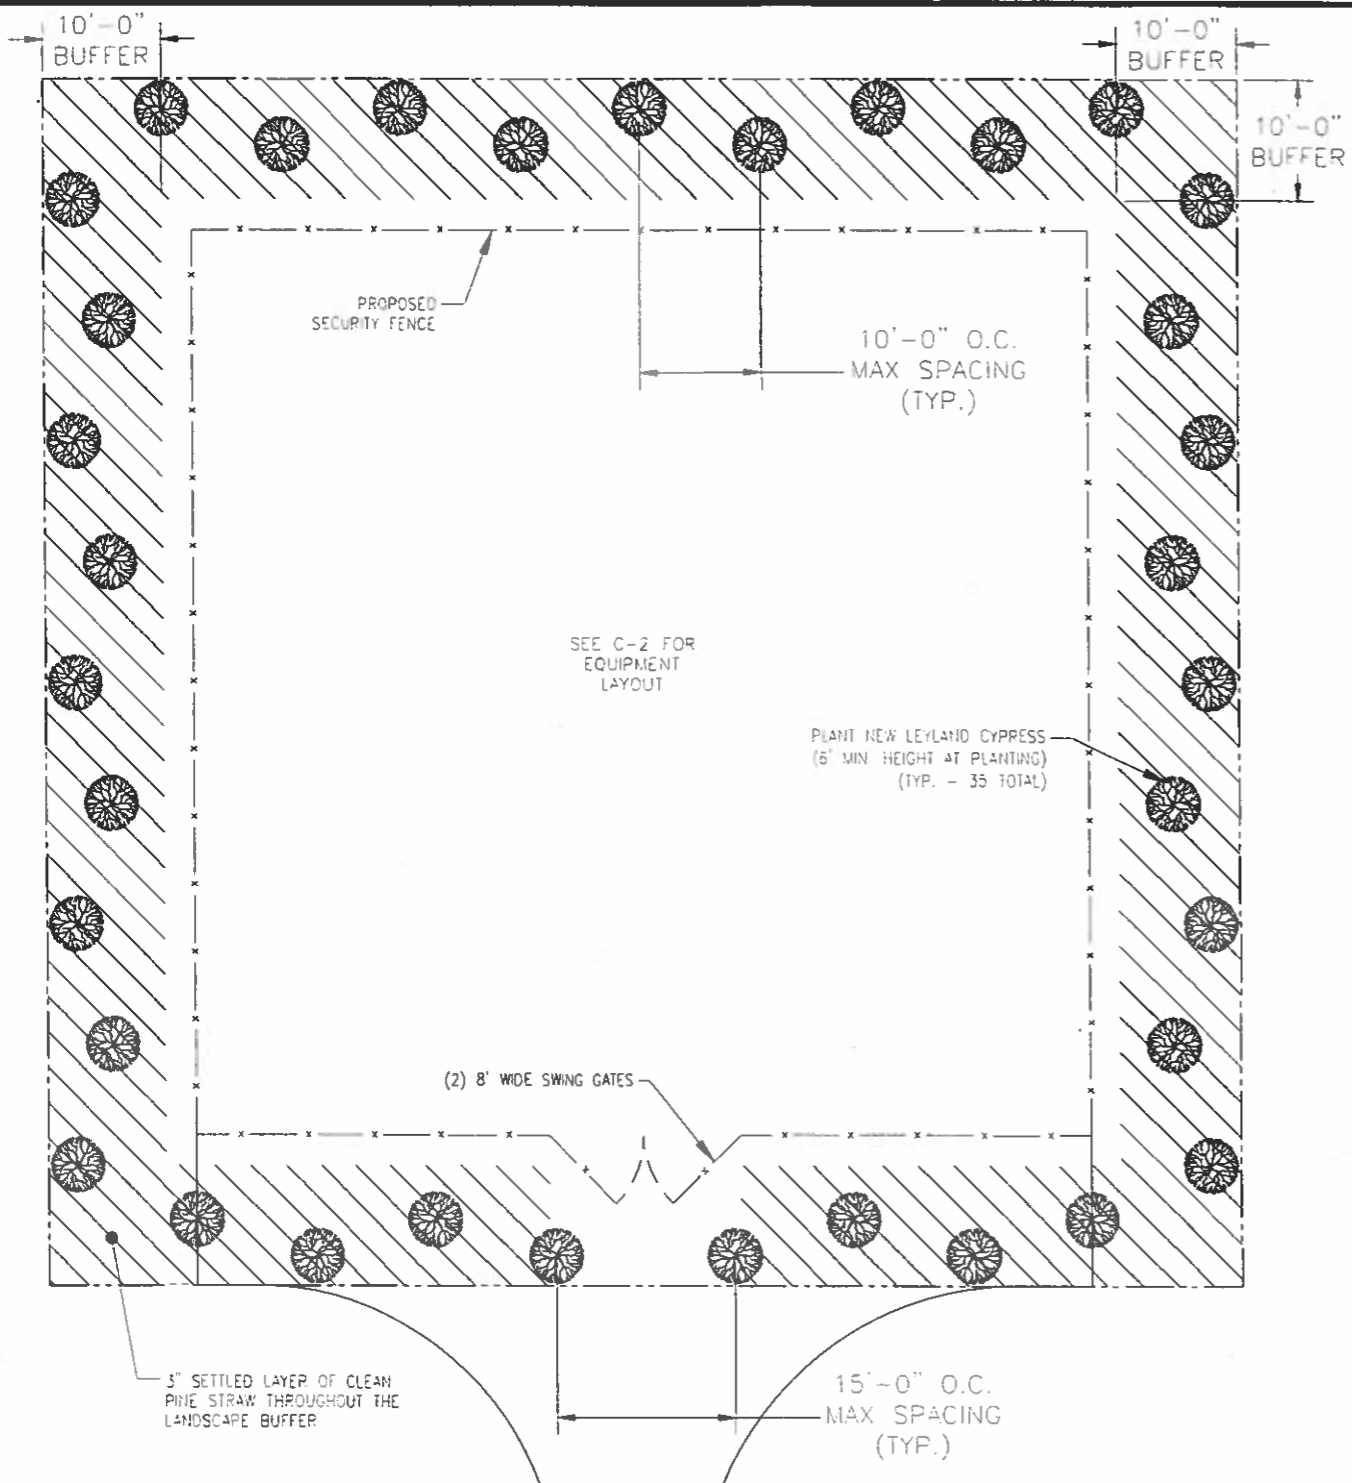 10'-0"
BUFFER
10'-0"
BUFFER
10'-0"
BUFFER
PROPOSED
SECURITY FENCE
10'-0" O.C.
MAX SPACING
(TYP.)
SEE C-2 FOR
EQUIPMENT
LAYOUT
PLANT NEW LEYLAND CYPRESS
(6' MIN HEIGHT AT PLANTING)
(TYP. - 35 TOTAL)
(2) 8' WIDE SWING GATES
3" SETTLED LAYER OF CLEAN
PINE STRAW THROUGHOUT THE
LANDSCAPE BUFFER
15'-0" O.C.
MAX SPACING
(TYP.)